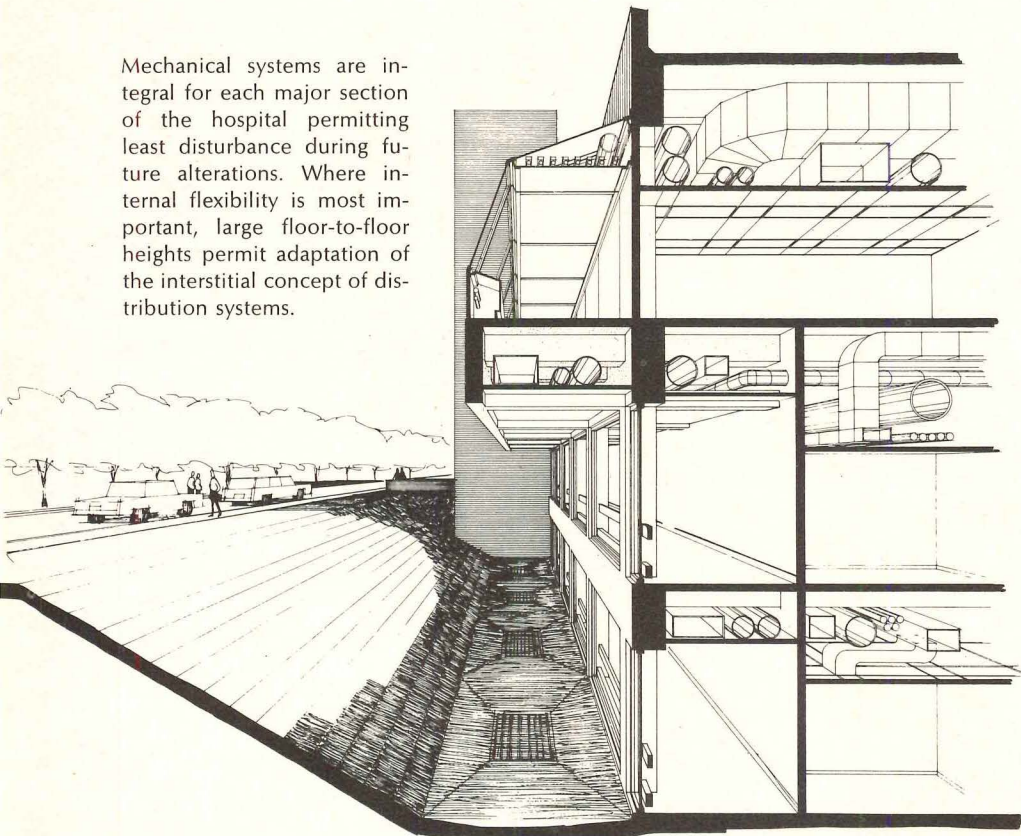 Mechanical systems are in-
tegral for each major section
of the hospital permitting
least disturbance during fu-
ture alterations. Where in-
ternal flexibility is most im-
portant, large floor-to-floor
heights permit adaptation of
the interstitial concept of dis-
tribution systems.